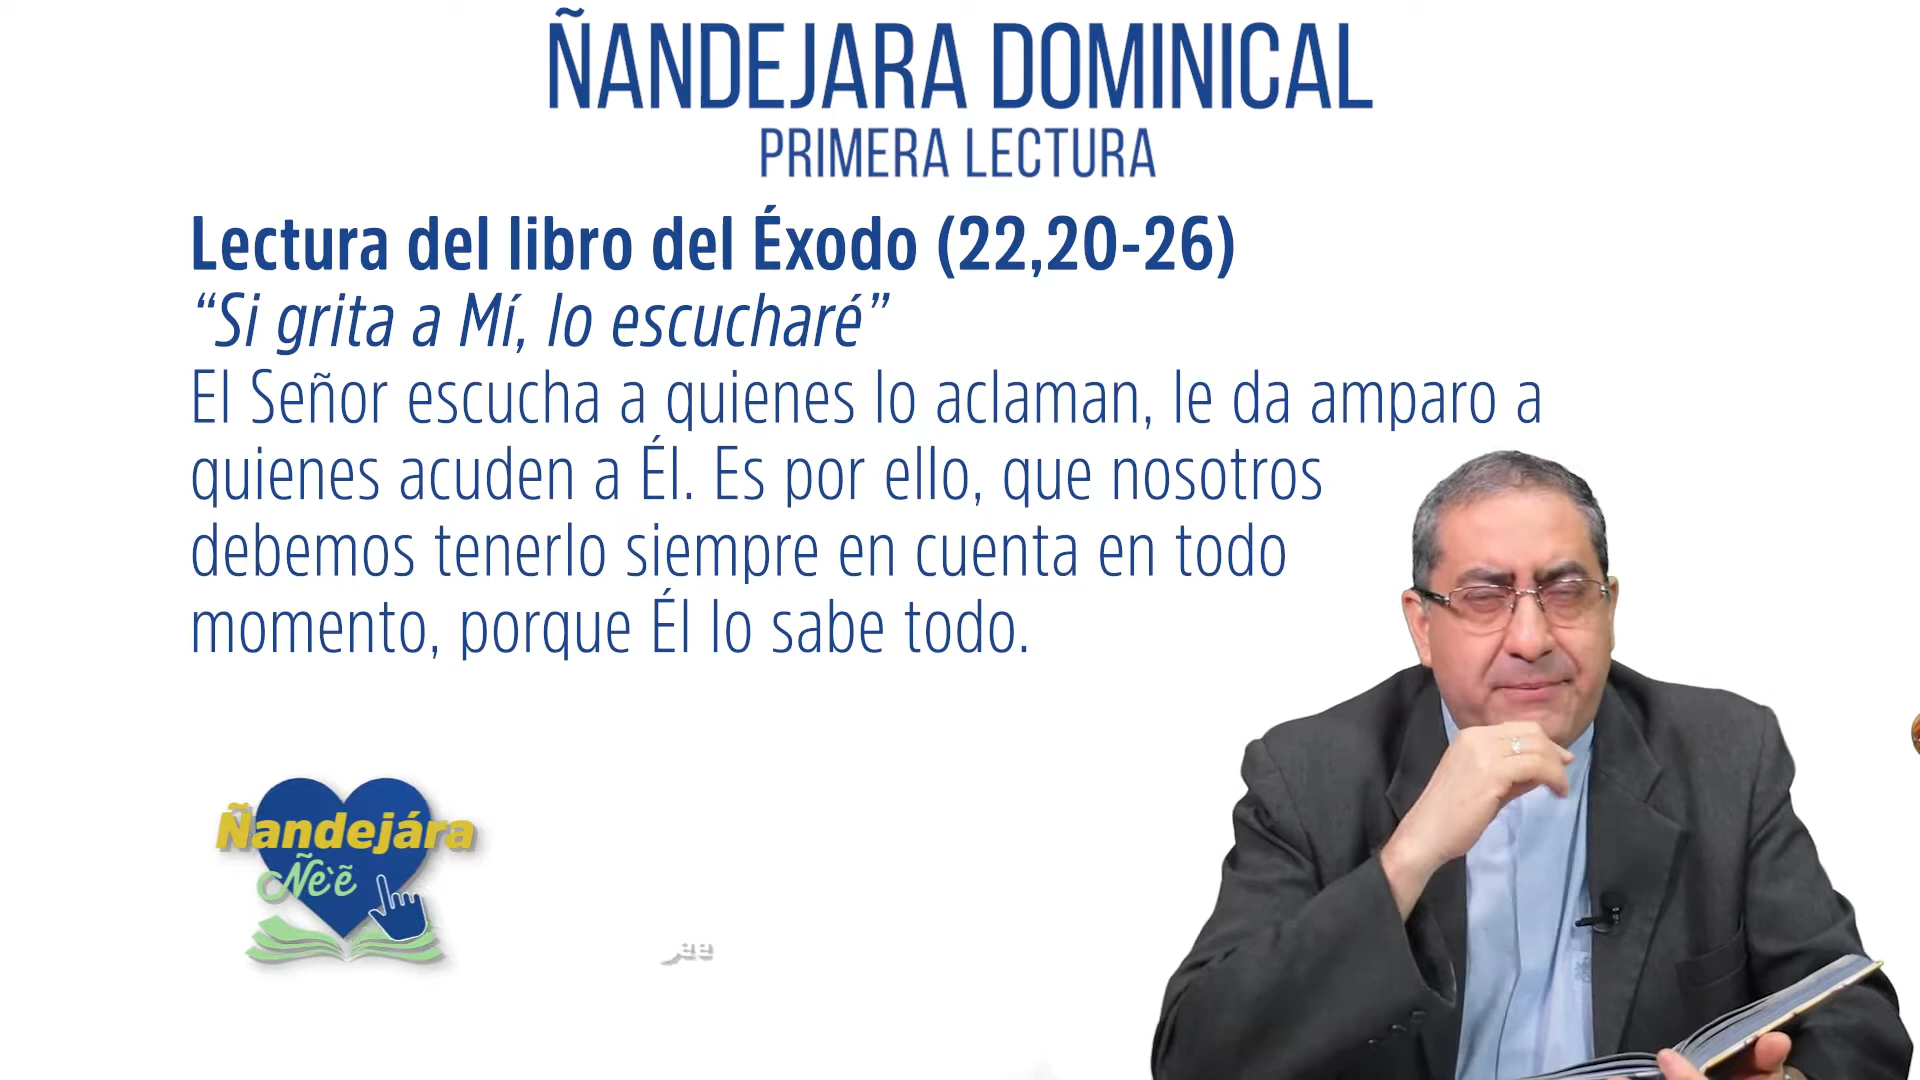 ÑANDEJARA DOMINICAL
PRIMERA LECTURA
Lectura del libro del Éxodo (22,20-26)
“Si grita a Mí, lo escucharé”
El Señor escucha a quienes lo aclaman, le da amparo a
quienes acuden a Él. Es por ello, que nosotros
debemos tenerlo siempre en cuenta en todo
momento, porque Él lo sabe todo.
Ñandejára
Ñe'ẽ